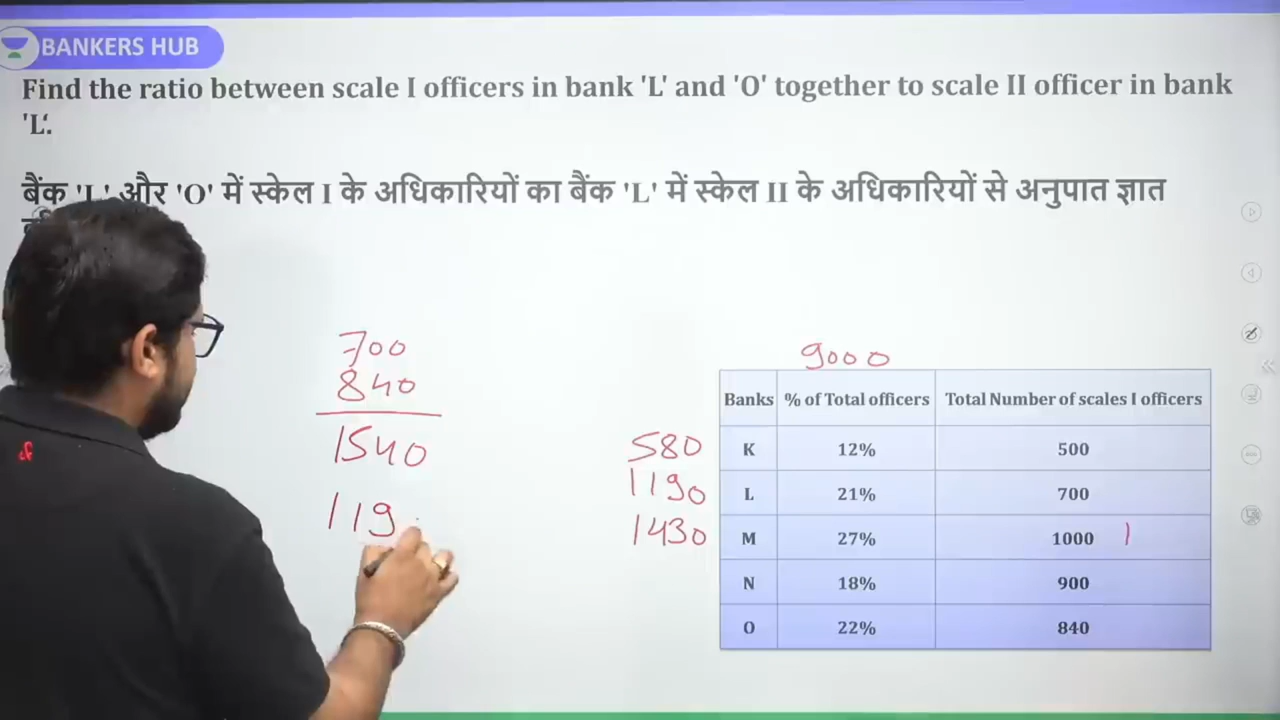 BANKERS HUB
Find the ratio between scale I officers in bank 'L' and 'O' together to scale II officer in bank
'L'.
बैंक 'L' और 'O' में स्केल I के अधिकारियों का बैंक 'L' में स्केल II के अधिकारियों से अनुपात ज्ञात
700
840
1540
119
9000
580
1190
1430
Banks % of Total officers Total Number of scales I officers
K 12% 500
L 21% 700
M 27% 1000 |
N 18% 900
O 22% 840